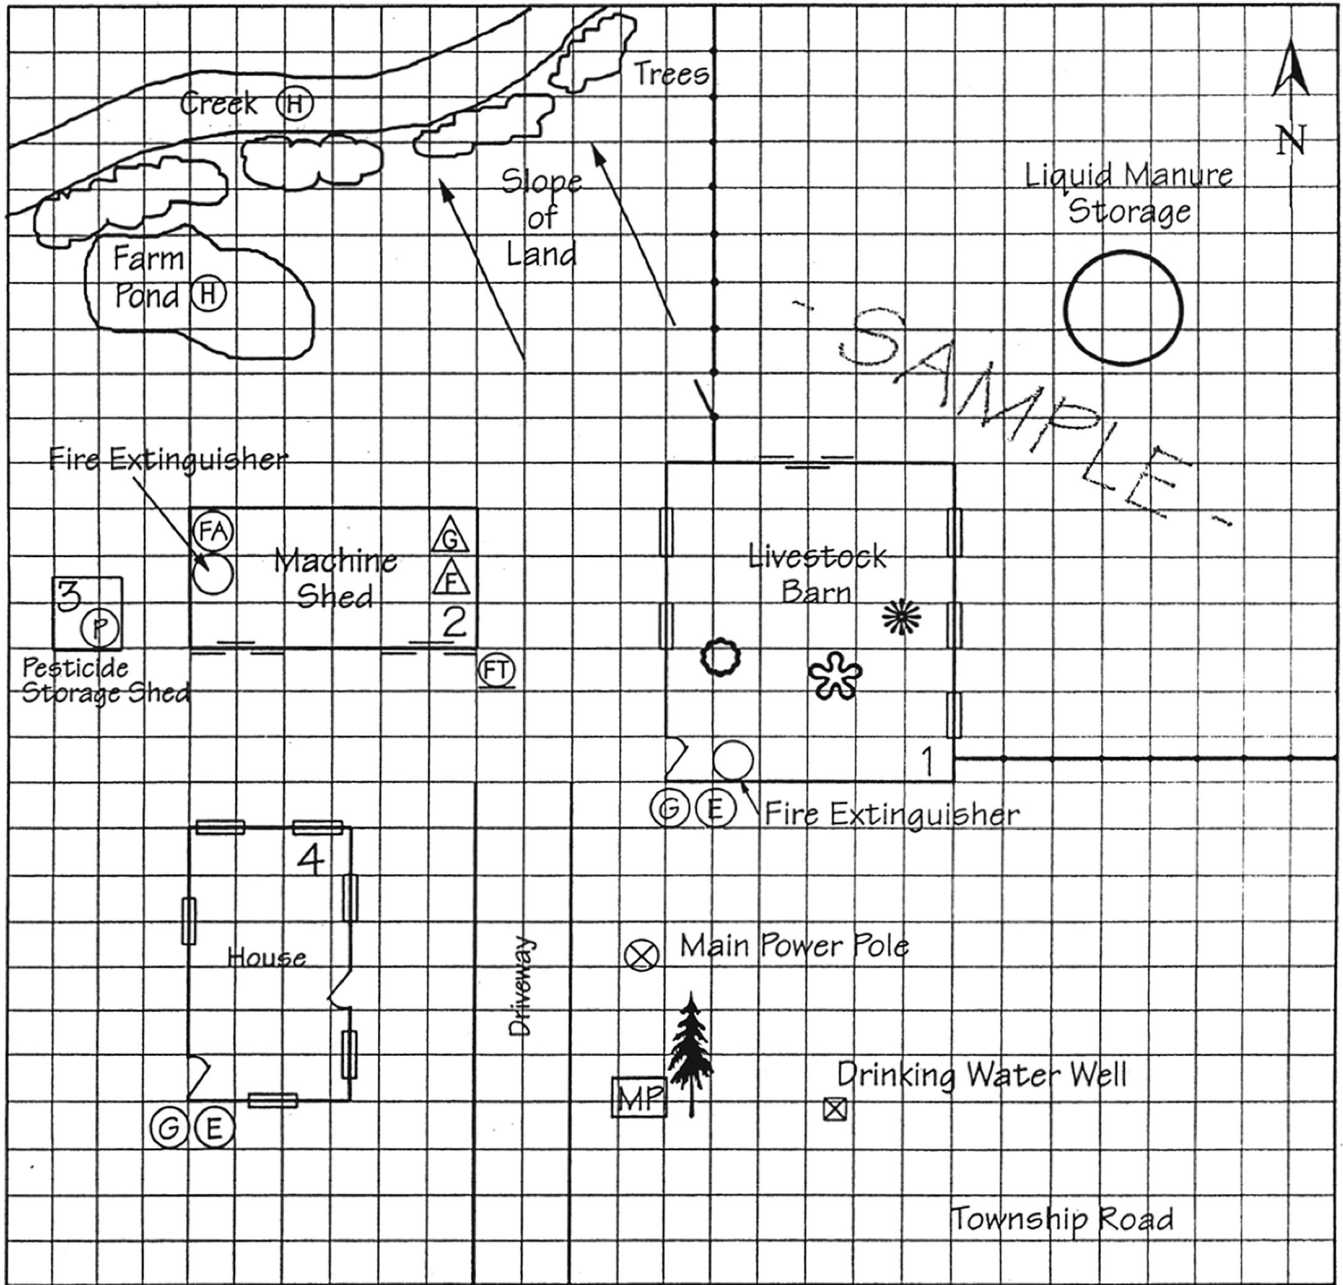 Trees
Creek H
N
Slope
of
Land
Liquid Manure
Storage
Farm
Pond H
- SAMPLE -
Fire Extinguisher
FA
G
Machine
Shed
F
2
3
P
Pesticide
Storage Shed
FT
Livestock
Barn
1
G E
Fire Extinguisher
4
House
Driveway
Main Power Pole
MP
Drinking Water Well
G E
Township Road